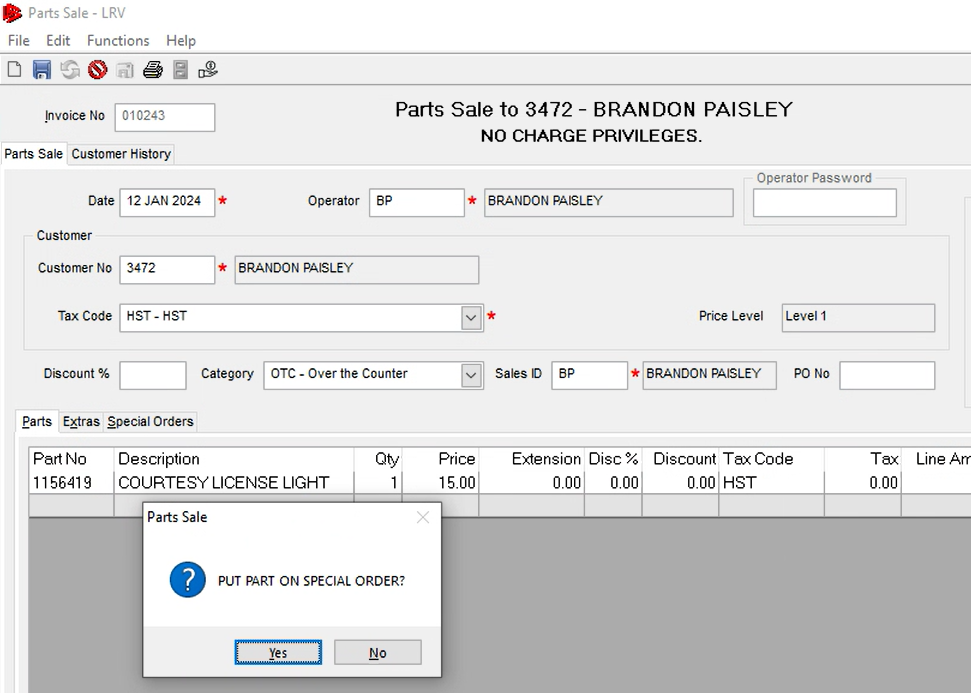 Parts Sale - LRV
File Edit Functions Help
Invoice No 010243
Parts Sale to 3472 - BRANDON PAISLEY
NO CHARGE PRIVILEGES.
Parts Sale Customer History
Date 12 JAN 2024 * Operator BP * BRANDON PAISLEY Operator Password
Customer
Customer No 3472 * BRANDON PAISLEY
Tax Code HST - HST * Price Level Level 1
Discount % Category OTC - Over the Counter Sales ID BP * BRANDON PAISLEY PO No
Parts Extras Special Orders
Part No Description Qty Price Extension Disc % Discount Tax Code Tax Line Am
1156419 COURTESY LICENSE LIGHT 1 15.00 0.00 0.00 0.00 HST 0.00
Parts Sale
? PUT PART ON SPECIAL ORDER?
Yes No